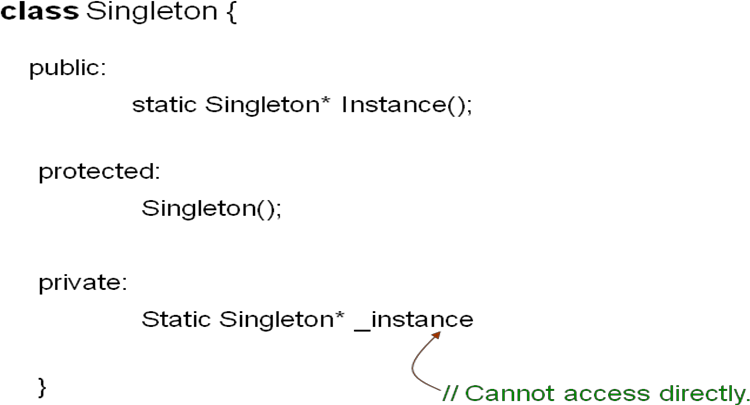 class Singleton {
public:
static Singleton* Instance();
protected:
Singleton();
private:
Static Singleton* _instance
}
// Cannot access directly.